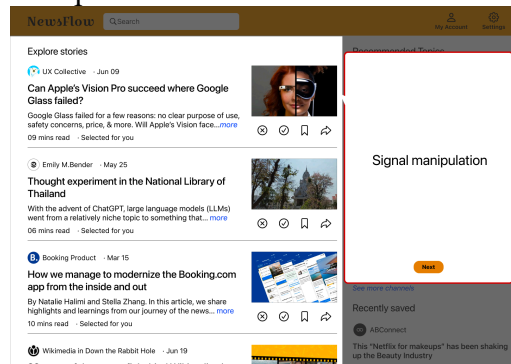 NewsFlow
Search
My Account
Settings
Explore stories
Recommended Topics
UX Collective · Jun 09
Can Apple's Vision Pro succeed where Google
Glass failed?
Google Glass failed for a few reasons: no clear purpose of use,
safety concerns, price, & more. Will Apple's Vision face...more
09 mins read · Selected for you
Emily M.Bender · May 25
Thought experiment in the National Library of
Thailand
With the advent of ChatGPT, large language models (LLMs)
went from a relatively niche topic to something that... more
06 mins read · Selected for you
Booking Product · Mar 15
How we manage to modernize the Booking.com
app from the inside and out
By Natalie Halimi and Stella Zhang. In this article, we share
highlights and learnings from our journey of the news... more
10 mins read · Selected for you
Wikimedia in Down the Rabbit Hole · Jun 19
Signal manipulation
Next
See more channels
Recently saved
ABConnect
This "Netflix for makeups" has been shaking
up the Beauty Industry